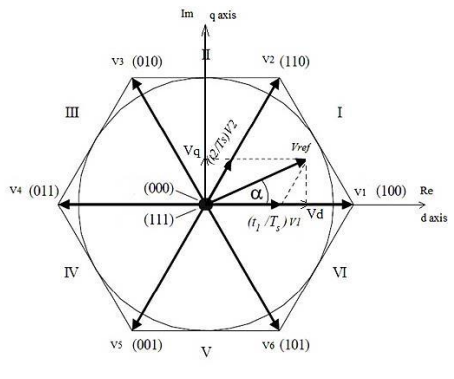 Im q axis
II
V3 (010)
V2 (110)
III
I
Vq
(t2/Ts)V2
Vref
V4 (011)
(000)
α
V1 (100)
Re
d axis
(111)
(t1/Ts)V1
Vd
IV
VI
V5 (001)
V
V6 (101)